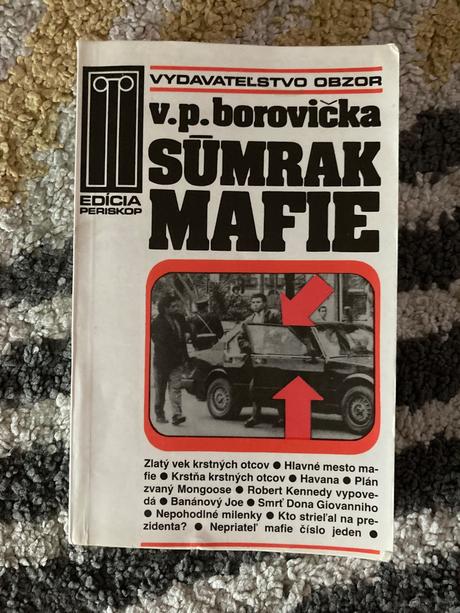 VYDAVATEĽSTVO OBZOR
v.p.borovička
SÚMRAK
MAFIE
EDÍCIA
PERISKOP
Zlatý vek krstných otcov ● Hlavné mesto ma-
fie ● Krstňa krstných otcov ● Havana ● Plán
zvaný Mongoose ● Robert Kennedy vypove-
dá ● Banánový Joe ● Smrť Dona Giovanniho
● Nepohodlné milenky ● Kto strieľal na pre-
zidenta? ● Nepriateľ mafie číslo jeden ●